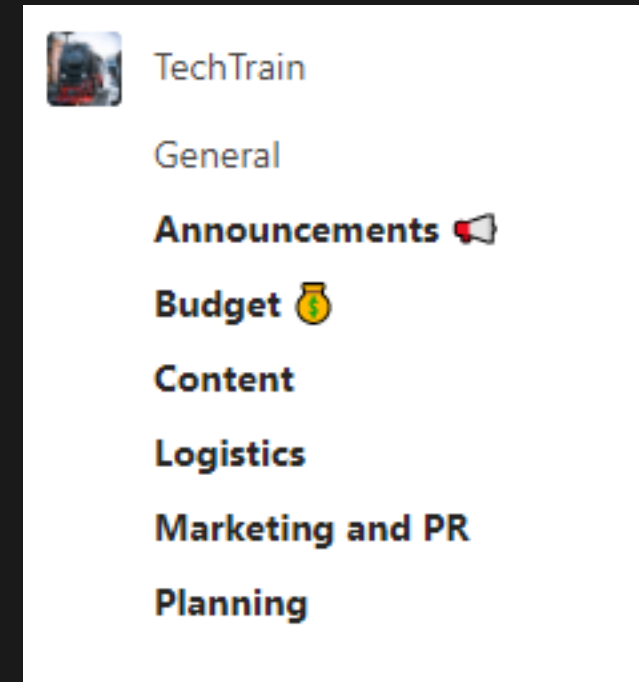 TechTrain
General
Announcements 📢
Budget 💰
Content
Logistics
Marketing and PR
Planning